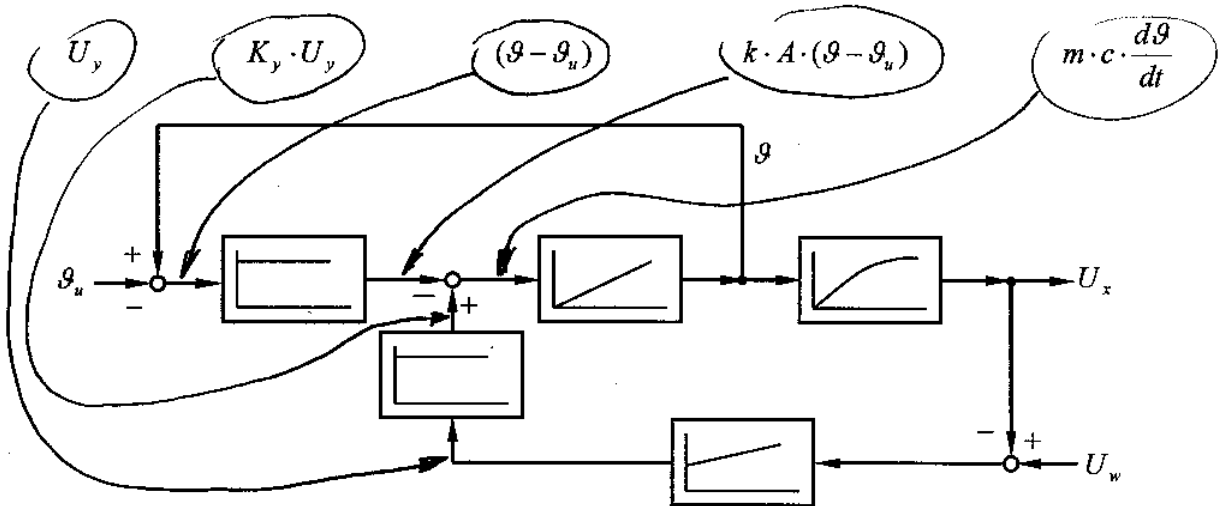 U_y
K_y · U_y
(ϑ − ϑ_u)
k · A · (ϑ − ϑ_u)
m · c · dϑ/dt
ϑ
+
ϑ_u
−
−
+
U_x
−
+
U_w